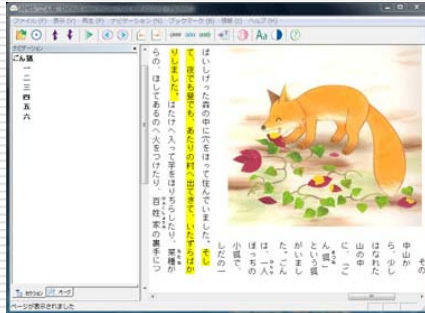 ファイル (F) 表示 (V) 再生 (P) ナビゲーション (N) ブックマーク (B) 情報 (I) ヘルプ (H)
ナビゲーション
ごん狐
一
二
三
四
五
六
その
中山か
ら、少し
はなれた
山の中
に、「ご
ん狐」
という狐
がいまし
た。ごん
は、一人
ぼっちの
小狐で、
しだの一
ぱいしげった森の中に穴をほって住んでいました。そし
て、夜でも昼でも、あたりの村へ出てきて、いたずらばか
りしました。はたけへ入って芋をほりちらしたり、菜種が
らの、ほしてあるのへ火をつけたり、百姓家の裏手につ
セクション ページ
ページが表示されました